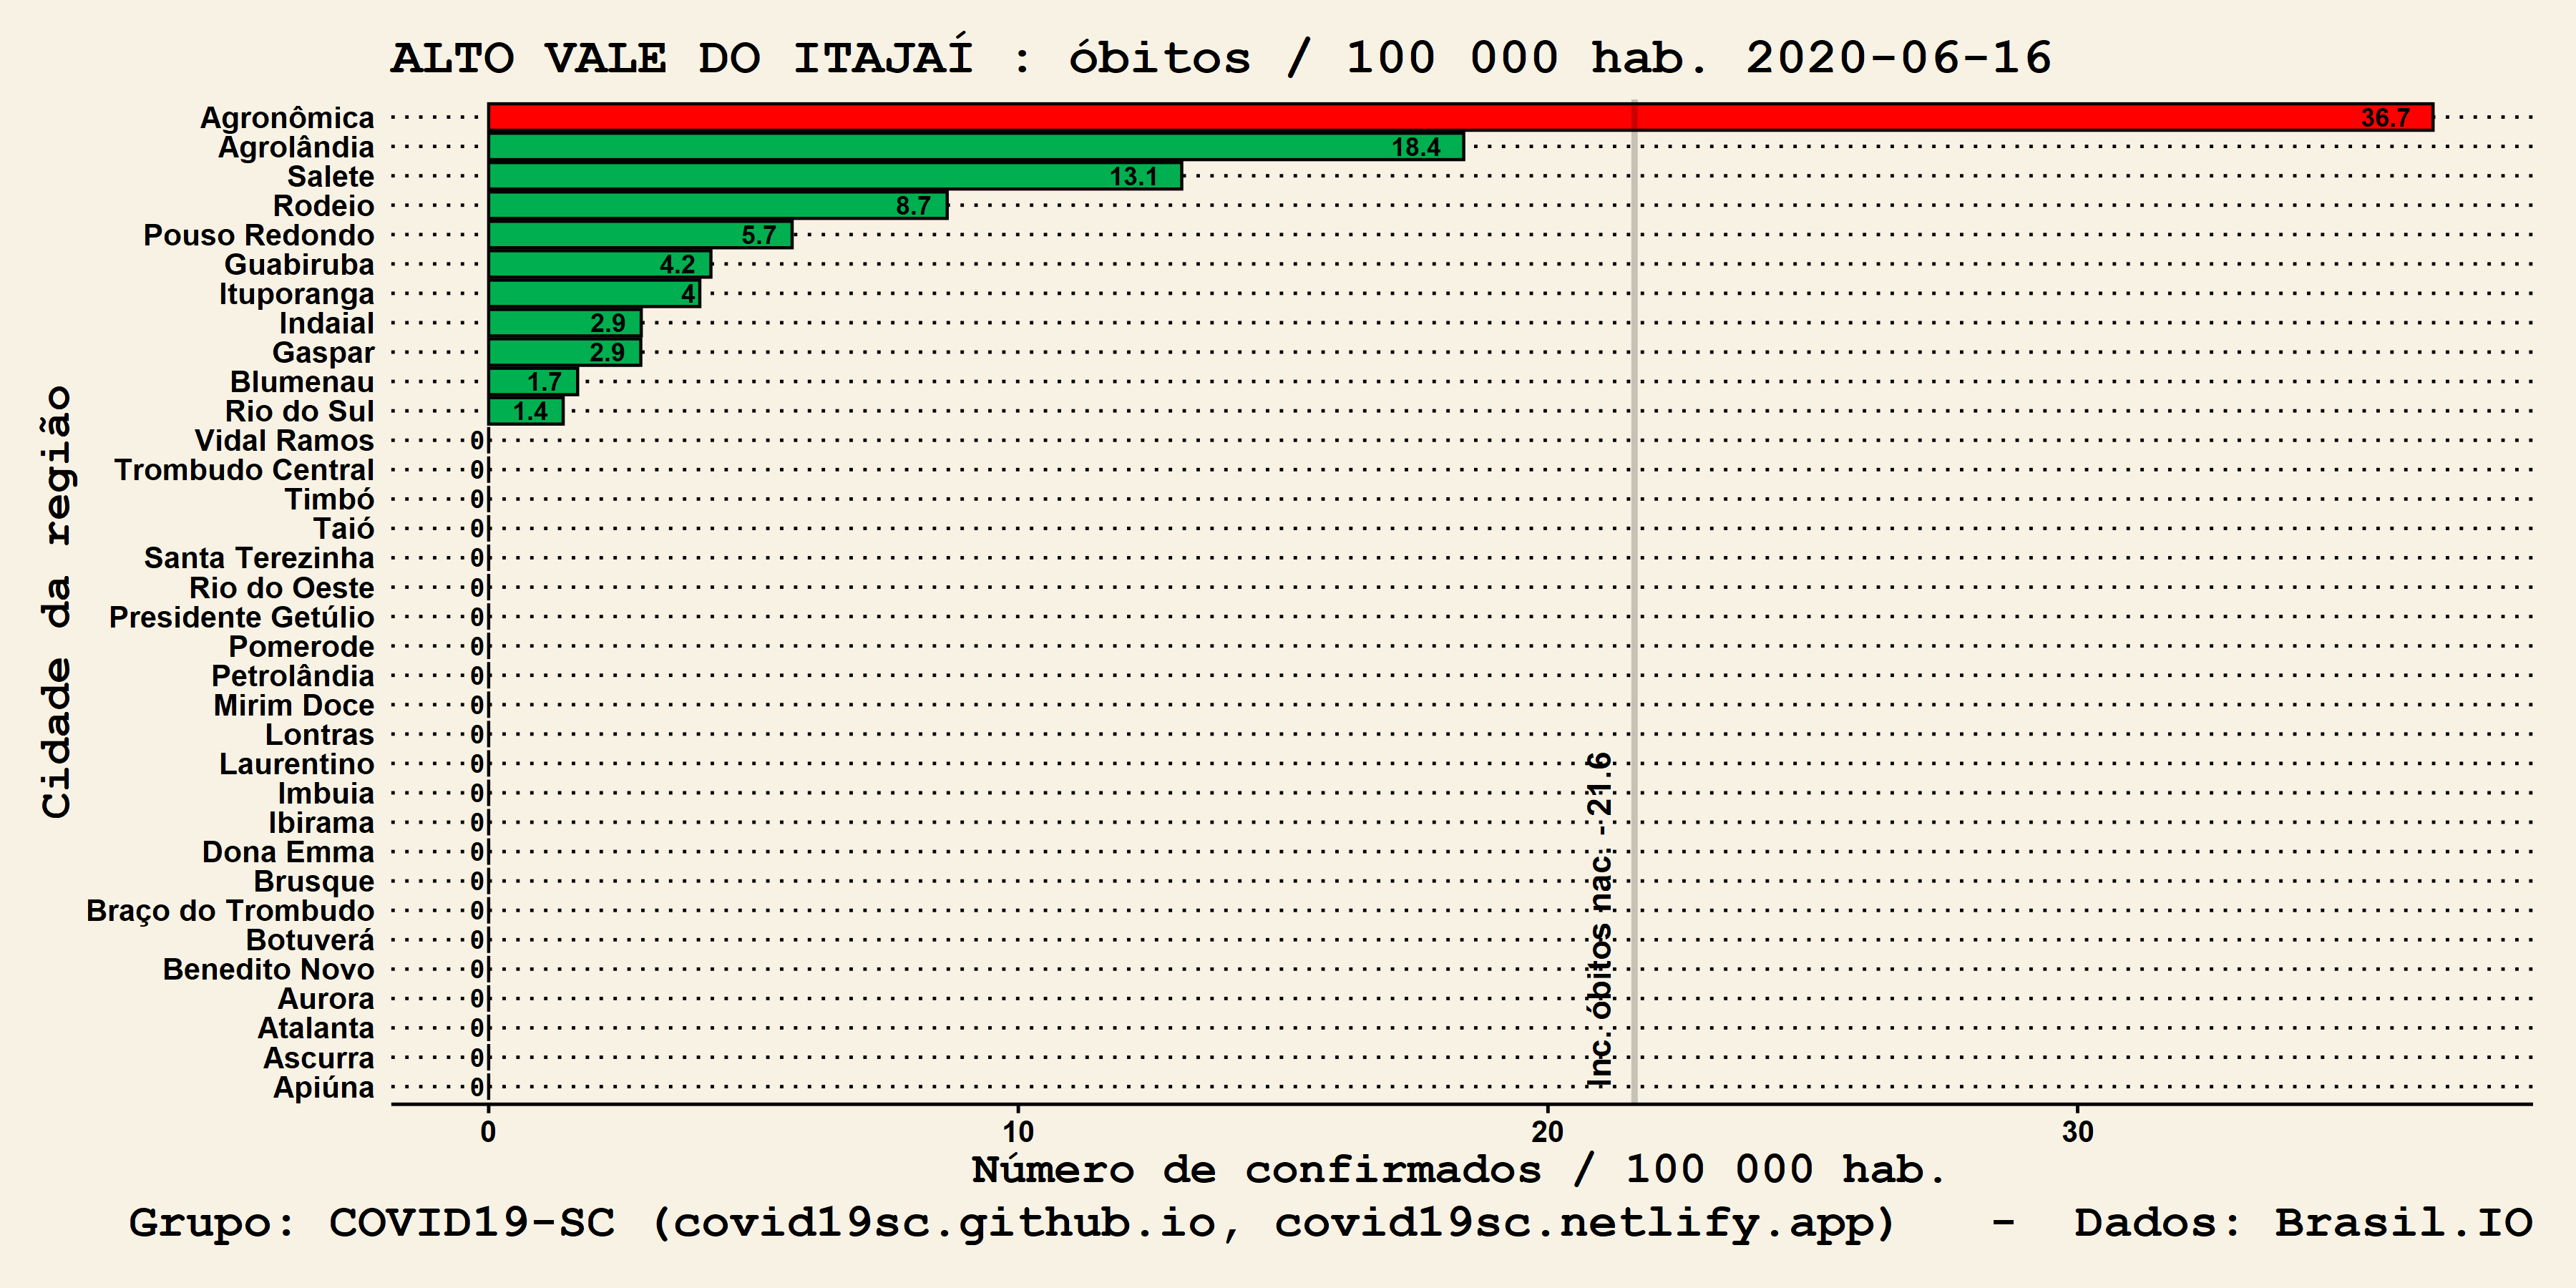 ALTO VALE DO ITAJAÍ : óbitos / 100 000 hab. 2020-06-16
Cidade da região
Agronômica 36.7
Agrolândia 18.4
Salete 13.1
Rodeio 8.7
Pouso Redondo 5.7
Guabiruba 4.2
Ituporanga 4
Indaial 2.9
Gaspar 2.9
Blumenau 1.7
Rio do Sul 1.4
Vidal Ramos 0
Trombudo Central 0
Timbó 0
Taió 0
Santa Terezinha 0
Rio do Oeste 0
Presidente Getúlio 0
Pomerode 0
Petrolândia 0
Mirim Doce 0
Lontras 0
Laurentino 0
Imbuia 0
Ibirama 0
Dona Emma 0
Brusque 0
Braço do Trombudo 0
Botuverá 0
Benedito Novo 0
Aurora 0
Atalanta 0
Ascurra 0
Apiúna 0
Inc. óbitos nac. - 21.6
0 10 20 30
Número de confirmados / 100 000 hab.
Grupo: COVID19-SC (covid19sc.github.io, covid19sc.netlify.app) - Dados: Brasil.IO